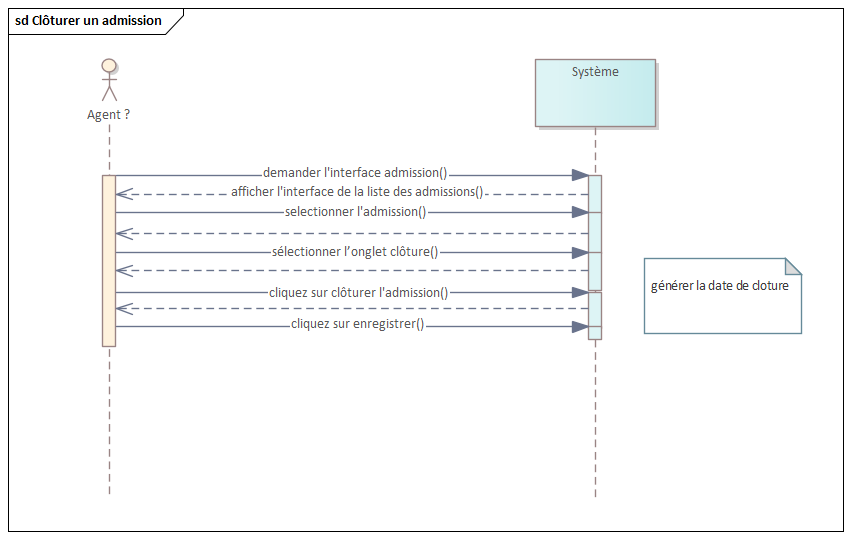 sd Clôturer un admission
Système
Agent ?
demander l'interface admission()
afficher l'interface de la liste des admissions()
selectionner l'admission()
sélectionner l’onglet clôture()
générer la date de cloture
cliquez sur clôturer l'admission()
cliquez sur enregistrer()